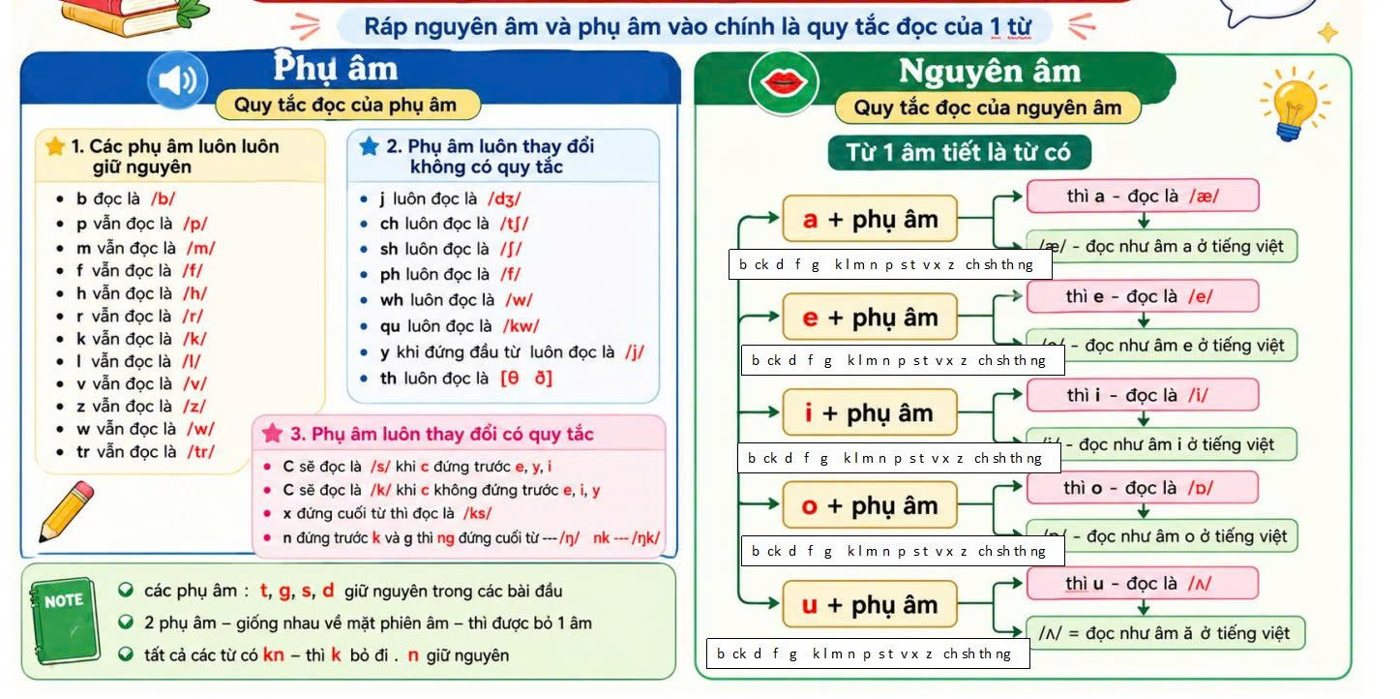 Ráp nguyên âm và phụ âm vào chính là quy tắc đọc của 1 từ
Phụ âm
Quy tắc đọc của phụ âm
1. Các phụ âm luôn luôn
giữ nguyên
b đọc là /b/
p vẫn đọc là /p/
m vẫn đọc là /m/
f vẫn đọc là /f/
h vẫn đọc là /h/
r vẫn đọc là /r/
k vẫn đọc là /k/
l vẫn đọc là /l/
v vẫn đọc là /v/
z vẫn đọc là /z/
w vẫn đọc là /w/
tr vẫn đọc là /tr/
2. Phụ âm luôn thay đổi
không có quy tắc
j luôn đọc là /dʒ/
ch luôn đọc là /tʃ/
sh luôn đọc là /ʃ/
ph luôn đọc là /f/
wh luôn đọc là /w/
qu luôn đọc là /kw/
y khi đứng đầu từ luôn đọc là /j/
th luôn đọc là [θ ð]
3. Phụ âm luôn thay đổi có quy tắc
C sẽ đọc là /s/ khi c đứng trước e, y, i
C sẽ đọc là /k/ khi c không đứng trước e, i, y
x đứng cuối từ thì đọc là /ks/
n đứng trước k và g thì ng đứng cuối từ ---/ŋ/ nk --- /ŋk/
NOTE
các phụ âm : t, g, s, d giữ nguyên trong các bài đầu
2 phụ âm – giống nhau về mặt phiên âm – thì được bỏ 1 âm
tất cả các từ có kn – thì k bỏ đi . n giữ nguyên
Nguyên âm
Quy tắc đọc của nguyên âm
Từ 1 âm tiết là từ có
a + phụ âm
thì a - đọc là /æ/
/æ/ - đọc như âm a ở tiếng việt
b ck d f g k l m n p s t v x z ch sh th ng
e + phụ âm
thì e - đọc là /e/
- đọc như âm e ở tiếng việt
b ck d f g k l m n p s t v x z ch sh th ng
i + phụ âm
thì i - đọc là /i/
- đọc như âm i ở tiếng việt
b ck d f g k l m n p s t v x z ch sh th ng
o + phụ âm
thì o - đọc là /ɒ/
- đọc như âm o ở tiếng việt
b ck d f g k l m n p s t v x z ch sh th ng
u + phụ âm
thì u - đọc là /ʌ/
/ʌ/ = đọc như âm ă ở tiếng việt
b ck d f g k l m n p s t v x z ch sh th ng